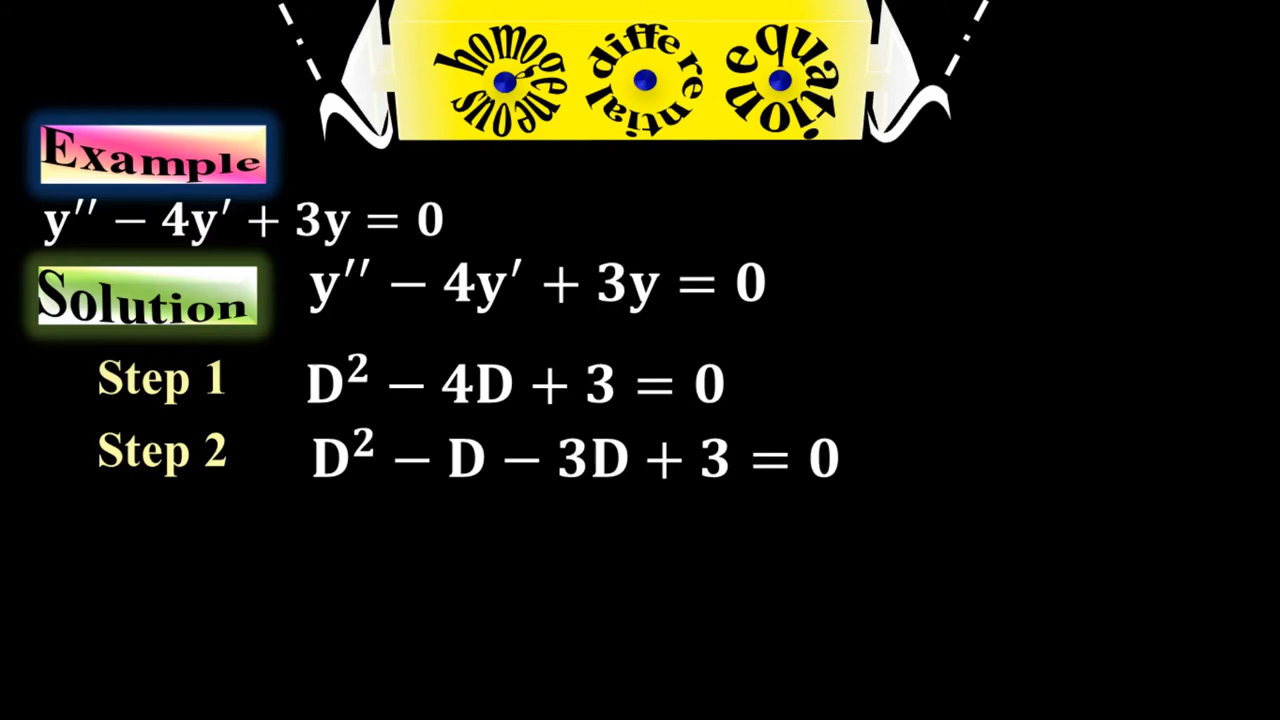 homogeneous differential equation
Example
y′′ − 4y′ + 3y = 0
Solution
y′′ − 4y′ + 3y = 0
Step 1
D² − 4D + 3 = 0
Step 2
D² − D − 3D + 3 = 0